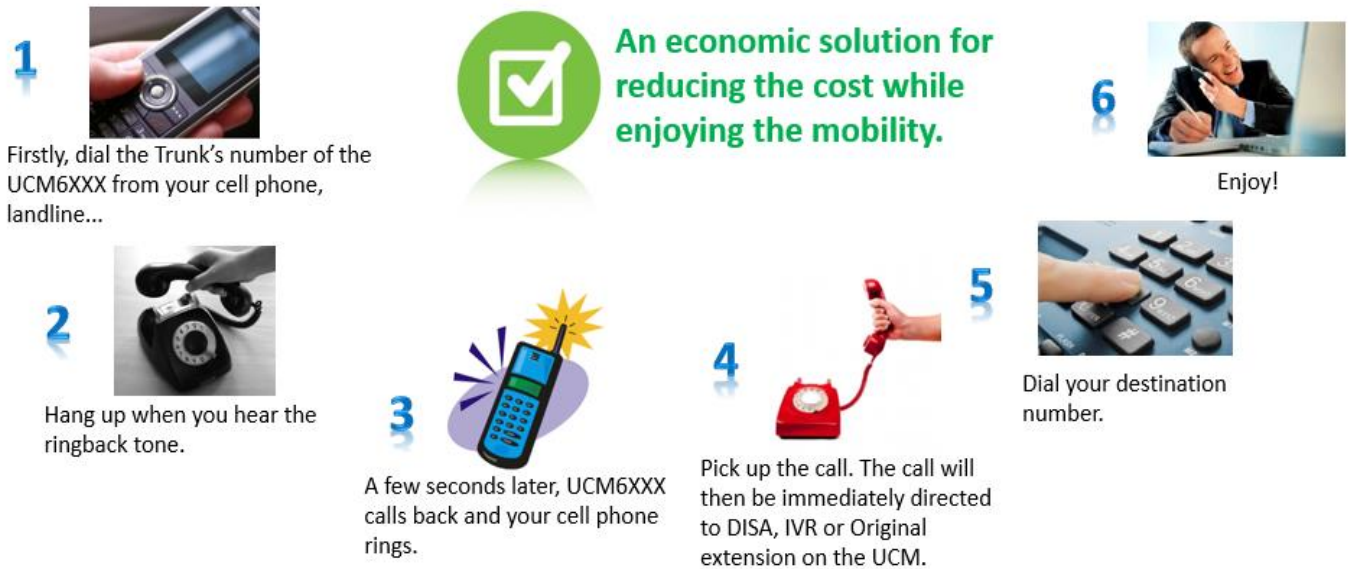 1
Firstly, dial the Trunk's number of the
UCM6XXX from your cell phone,
landline...
2
Hang up when you hear the
ringback tone.
3
A few seconds later, UCM6XXX
calls back and your cell phone
rings.
4
Pick up the call. The call will
then be immediately directed
to DISA, IVR or Original
extension on the UCM.
5
Dial your destination
number.
6
Enjoy!
An economic solution for
reducing the cost while
enjoying the mobility.